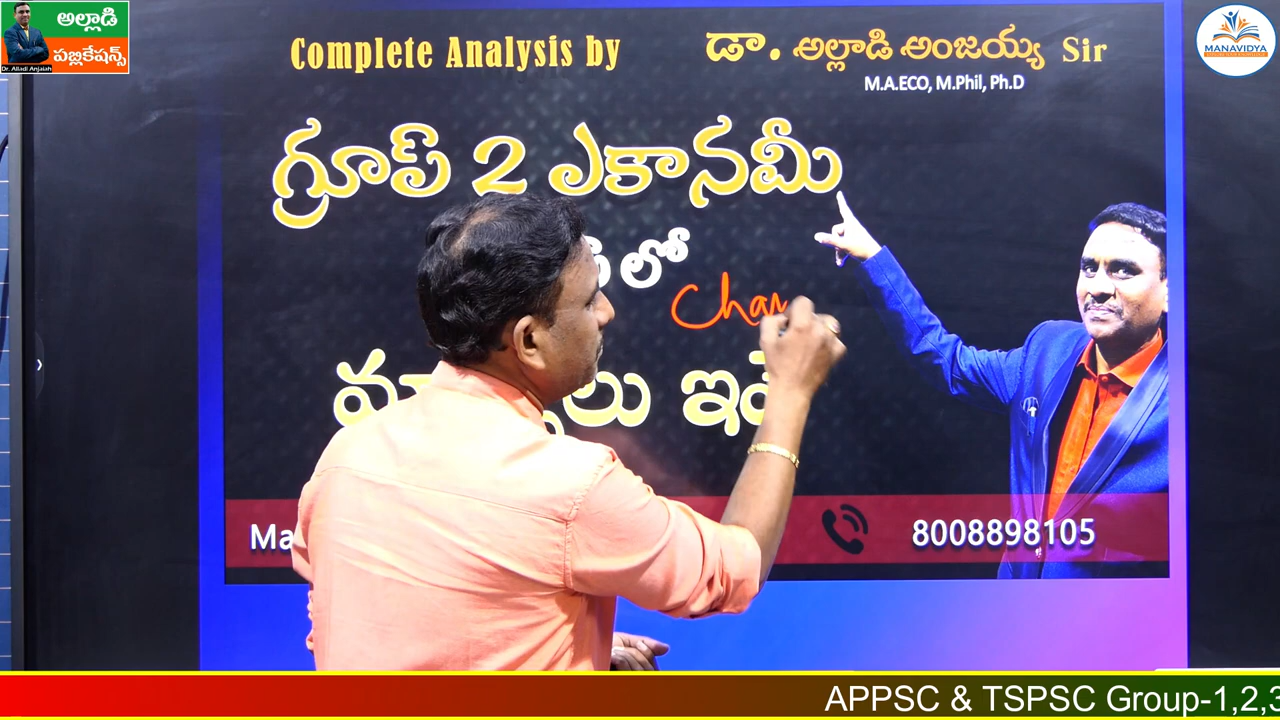 అల్లాడి
పబ్లికేషన్స్
Dr. Alladi Anjaiah
MANAVIDYA
Complete Analysis by డా. అల్లాడి అంజయ్య Sir
M.A.ECO, M.Phil, Ph.D
గ్రూప్ 2 ఎకానమీ
లో
Chan
8008898105
APPSC & TSPSC Group-1,2,3